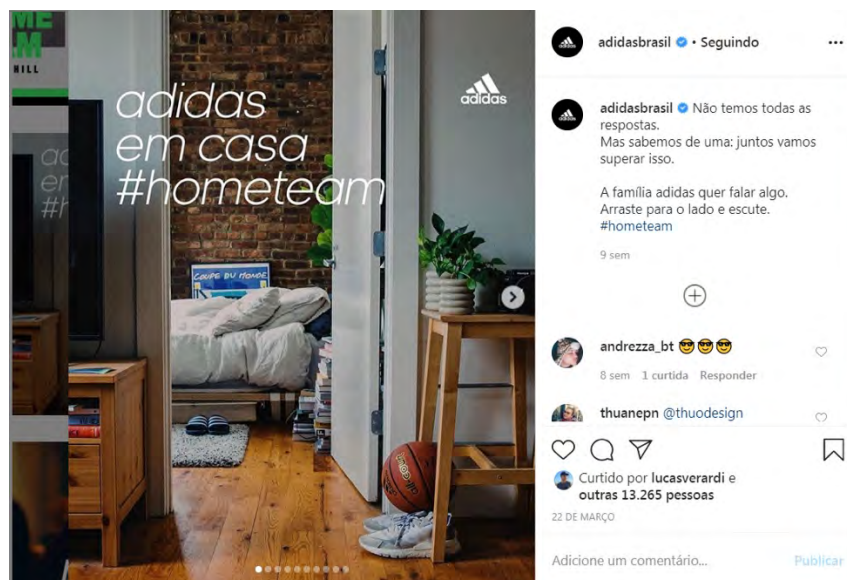 ME
M
HILL
adidas
em casa
#hometeam
adidas
COUPE DU MONDE
adidasbrasil • Seguindo
adidasbrasil Não temos todas as
respostas.
Mas sabemos de uma: juntos vamos
superar isso.
A família adidas quer falar algo.
Arraste para o lado e escute.
#hometeam
9 sem
andrezza_bt 😎😎😎
8 sem 1 curtida Responder
thuanepn @thuodesign
Curtido por lucasverardi e
outras 13.265 pessoas
22 DE MARÇO
Adicione um comentário...
Publicar